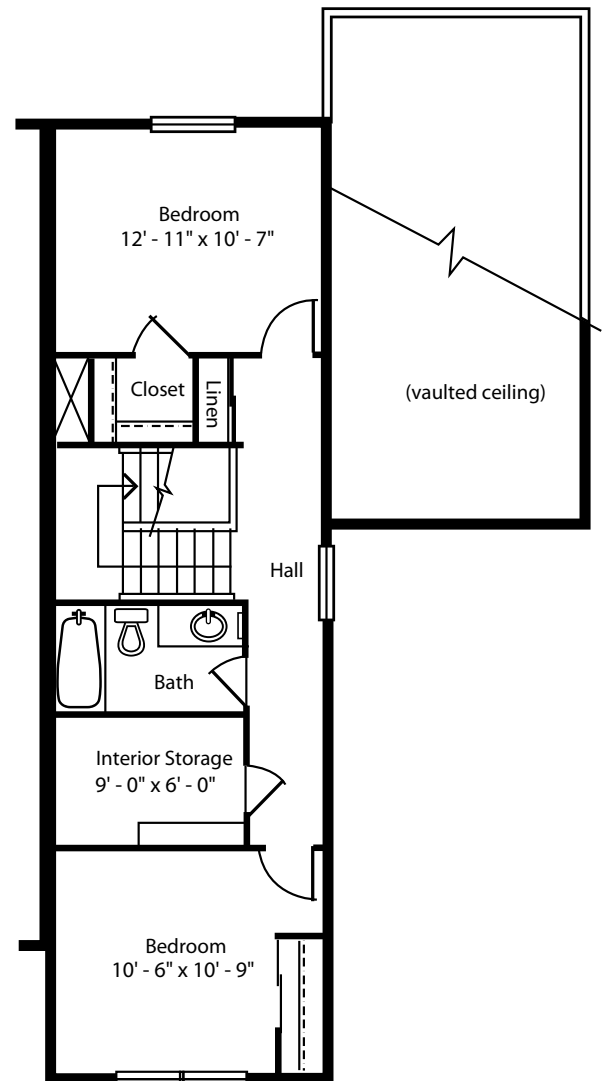 Bedroom
12' - 11" x 10' - 7"
Closet
Linen
(vaulted ceiling)
Hall
Bath
Interior Storage
9' - 0" x 6' - 0"
Bedroom
10' - 6" x 10' - 9"